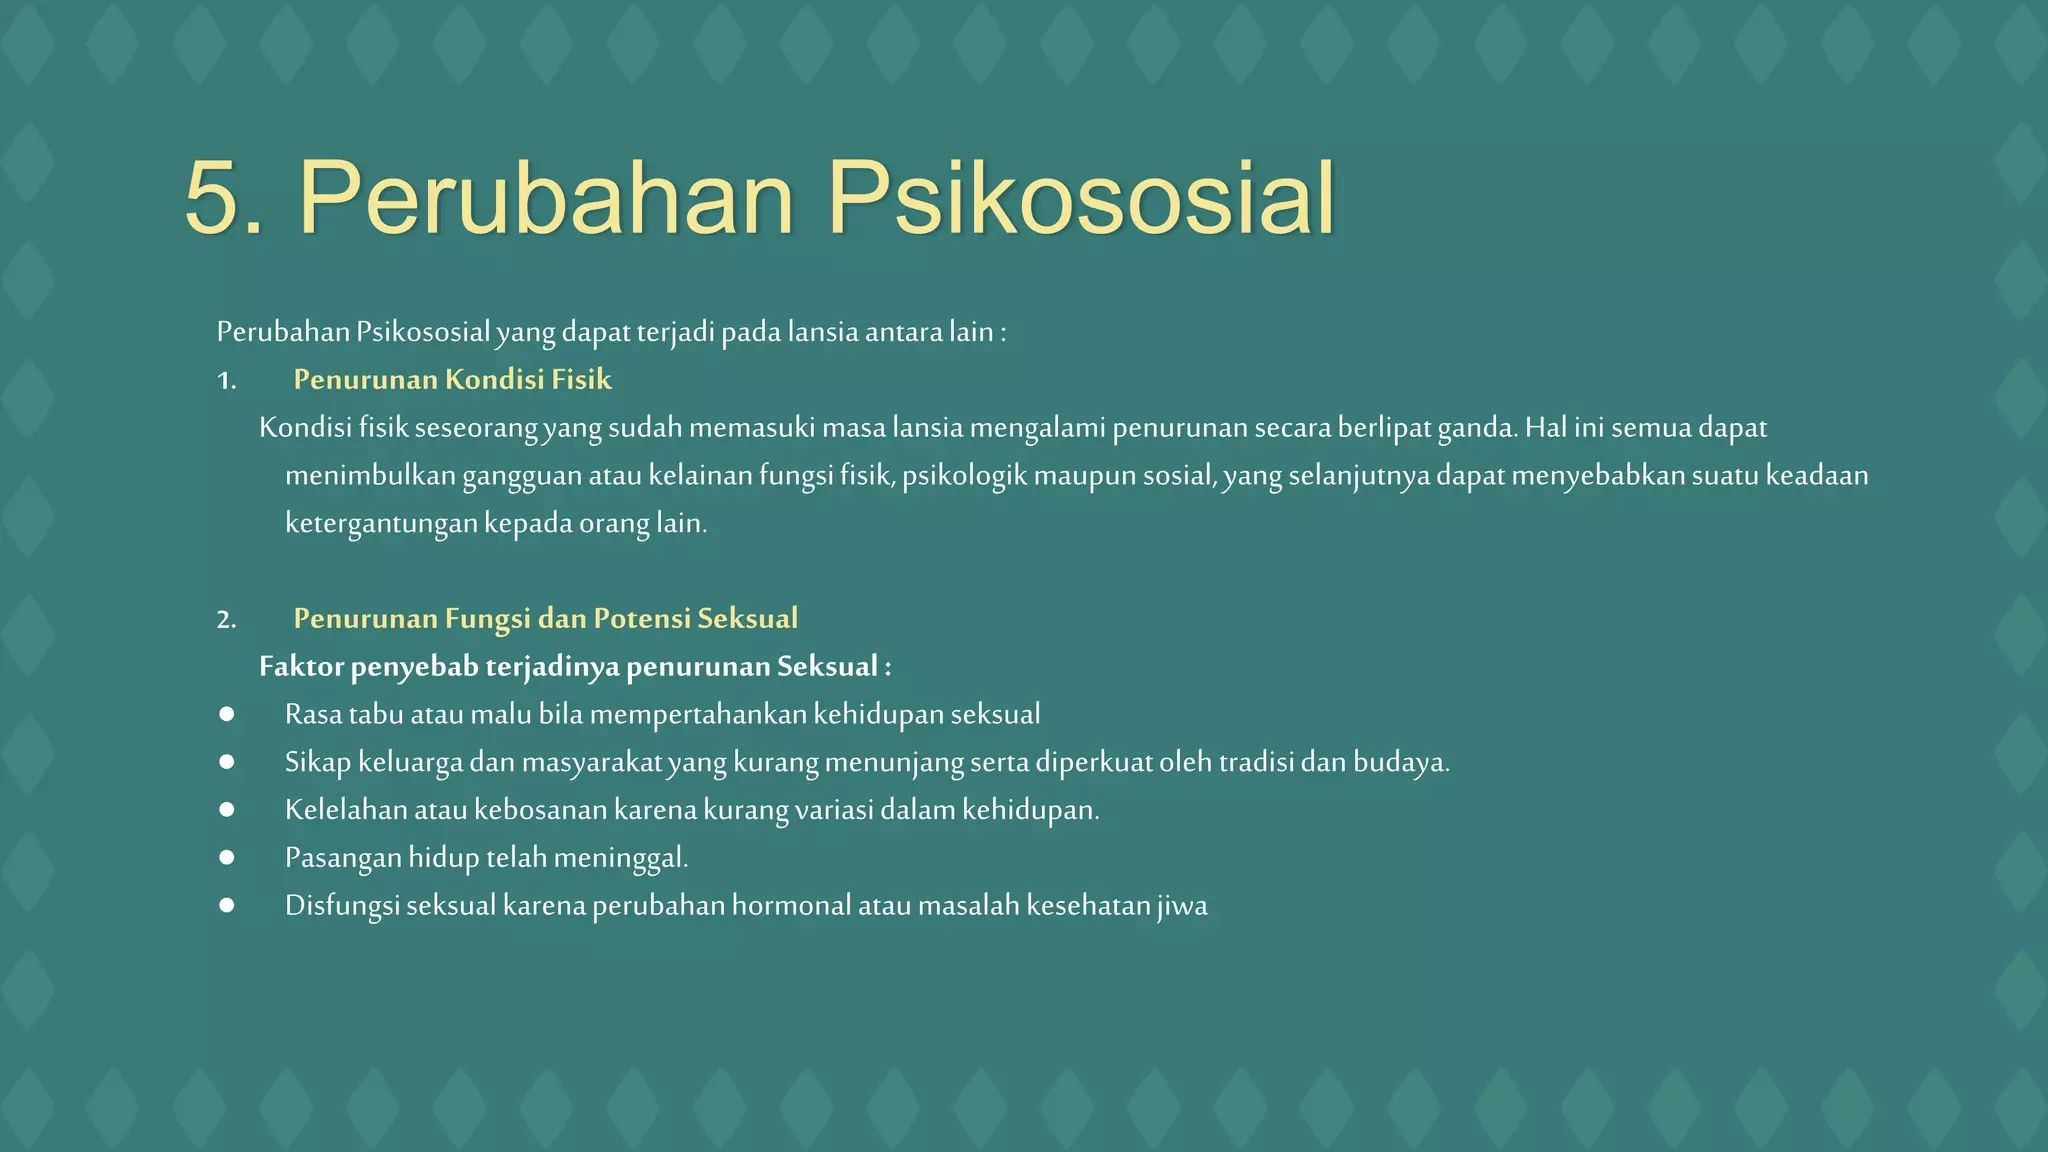 5. Perubahan Psikososial
Perubahan Psikososial yang dapat terjadi pada lansia antara lain :
1. Penurunan Kondisi Fisik
Kondisi fisik seseorang yang sudah memasuki masa lansia mengalami penurunan secara berlipat ganda. Hal ini semua dapat
menimbulkan gangguan atau kelainan fungsi fisik, psikologik maupun sosial, yang selanjutnya dapat menyebabkan suatu keadaan
ketergantungan kepada orang lain.
2. Penurunan Fungsi dan Potensi Seksual
Faktor penyebab terjadinya penurunan Seksual :
● Rasa tabu atau malu bila mempertahankan kehidupan seksual
● Sikap keluarga dan masyarakat yang kurang menunjang serta diperkuat oleh tradisi dan budaya.
● Kelelahan atau kebosanan karena kurang variasi dalam kehidupan.
● Pasangan hidup telah meninggal.
● Disfungsi seksual karena perubahan hormonal atau masalah kesehatan jiwa